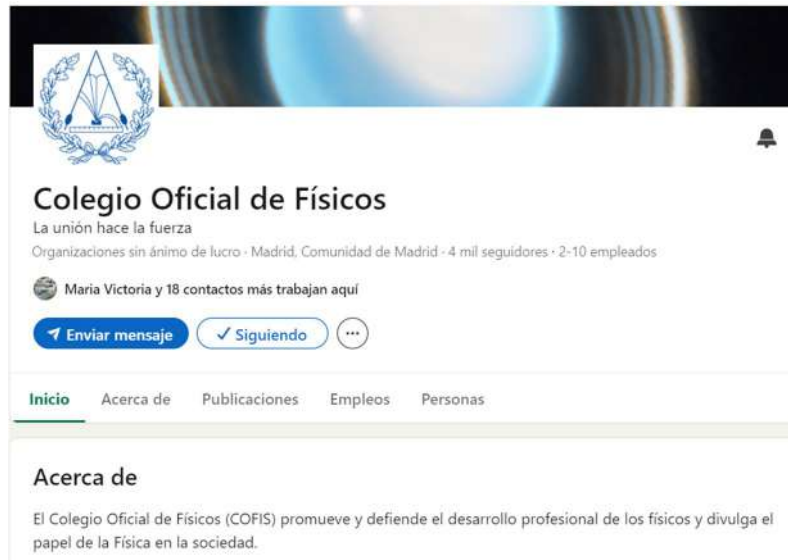 Colegio Oficial de Físicos
La unión hace la fuerza
Organizaciones sin ánimo de lucro · Madrid, Comunidad de Madrid · 4 mil seguidores · 2-10 empleados
Maria Victoria y 18 contactos más trabajan aquí
Enviar mensaje
Siguiendo
Inicio
Acerca de
Publicaciones
Empleos
Personas
Acerca de
El Colegio Oficial de Físicos (COFIS) promueve y defiende el desarrollo profesional de los físicos y divulga el
papel de la Física en la sociedad.